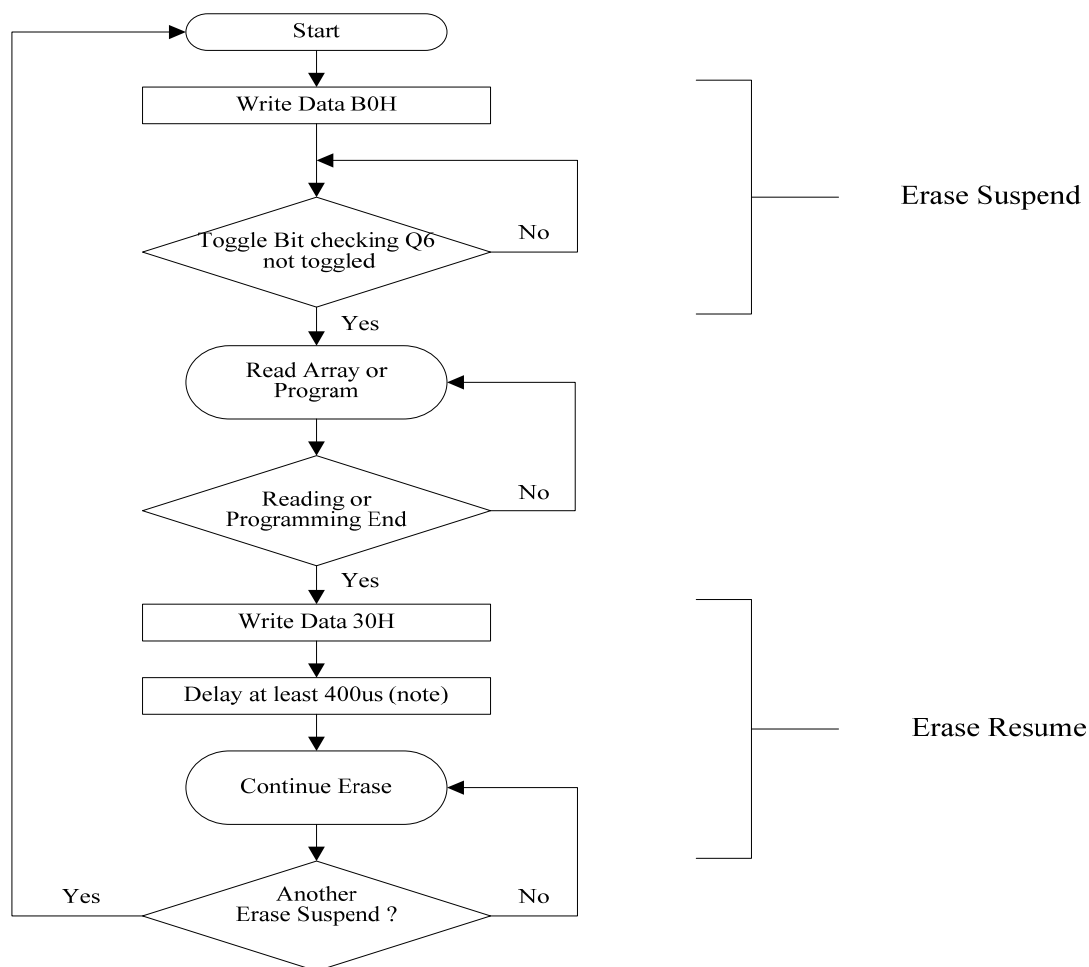 Start
Write Data B0H
Erase Suspend
Toggle Bit checking Q6
not toggled
No
Yes
Read Array or
Program
Reading or
Programming End
No
Yes
Write Data 30H
Delay at least 400us (note)
Erase Resume
Continue Erase
Another
Erase Suspend ?
Yes
No